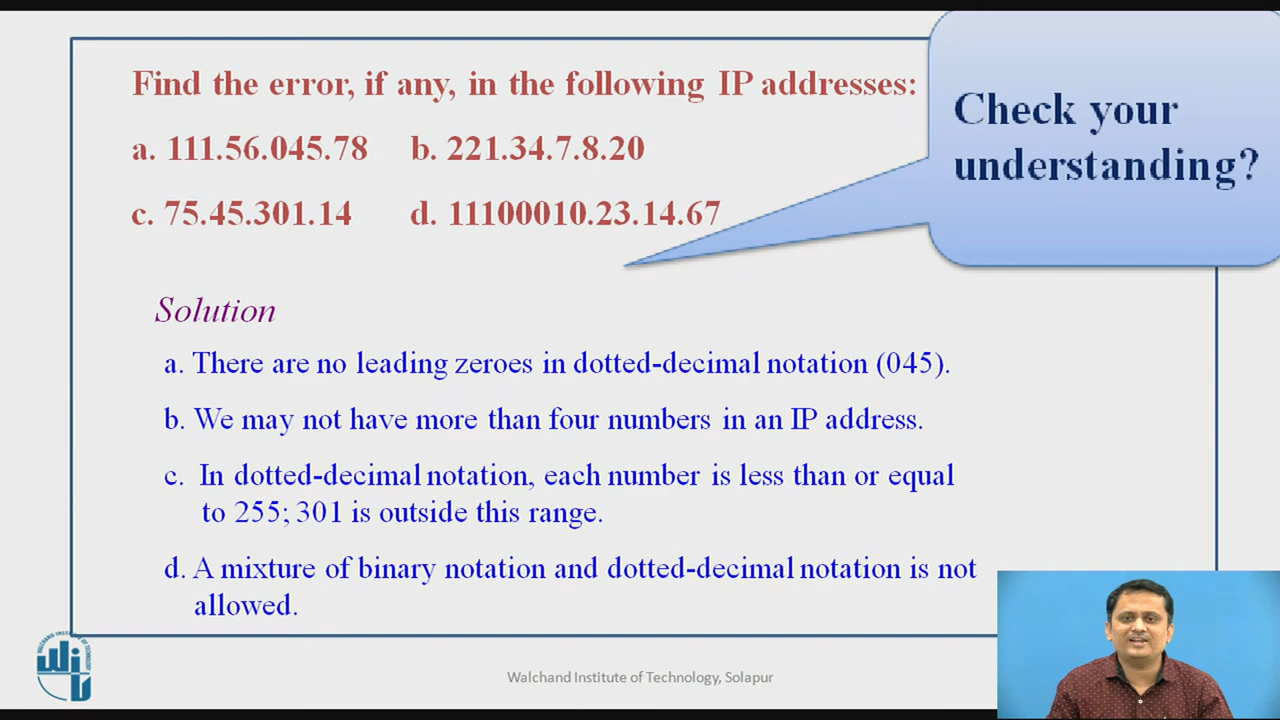 Find the error, if any, in the following IP addresses:
a. 111.56.045.78 b. 221.34.7.8.20
c. 75.45.301.14 d. 11100010.23.14.67
Check your
understanding?
Solution
a. There are no leading zeroes in dotted-decimal notation (045).
b. We may not have more than four numbers in an IP address.
c. In dotted-decimal notation, each number is less than or equal
to 255; 301 is outside this range.
d. A mixture of binary notation and dotted-decimal notation is not
allowed.
WALCHAND INSTITUTE OF TECHNOLOGY
Walchand Institute of Technology, Solapur